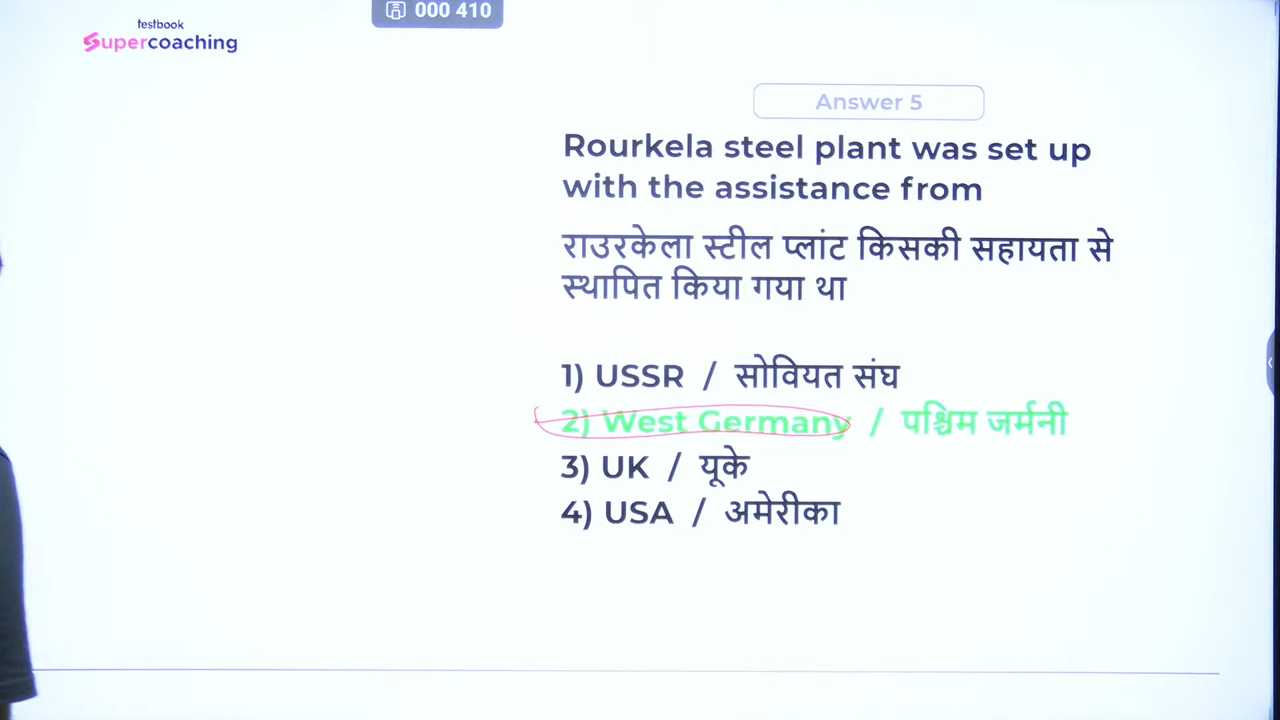 testbook
Supercoaching
000 410
Answer 5
Rourkela steel plant was set up
with the assistance from
राउरकेला स्टील प्लांट किसकी सहायता से
स्थापित किया गया था
1) USSR / सोवियत संघ
2) West Germany / पश्चिम जर्मनी
3) UK / यूके
4) USA / अमेरीका